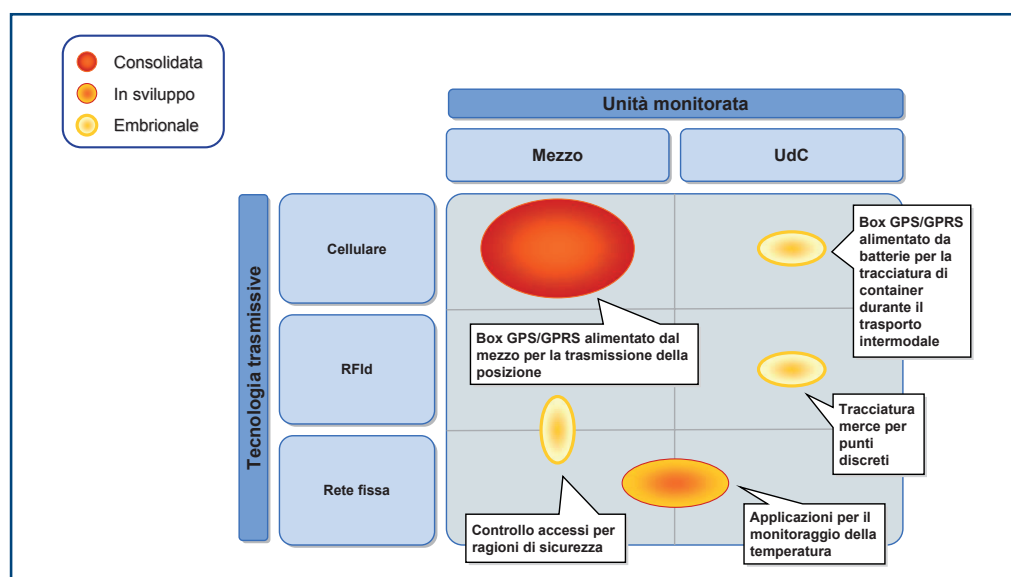 Consolidata
In sviluppo
Embrionale
Unità monitorata
Mezzo
UdC
Tecnologia trasmissive
Cellulare
RFId
Rete fissa
Box GPS/GPRS
alimentato da
batterie per la
tracciatura di
container
durante il
trasporto
intermodale
Box GPS/GPRS alimentato dal
mezzo per la trasmissione della
posizione
Tracciatura
merce per
punti
discreti
Controllo accessi per
ragioni di sicurezza
Applicazioni per il
monitoraggio della
temperatura